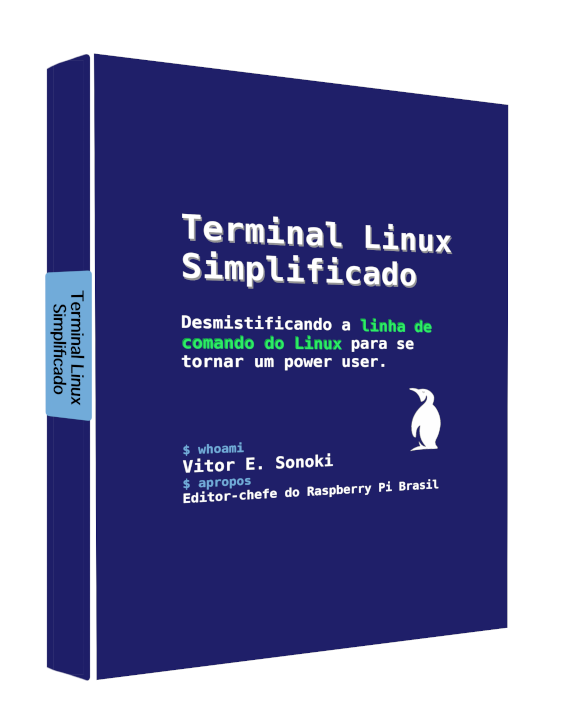 Terminal Linux
Simplificado
Terminal Linux
Simplificado
Desmistificando a linha de
comando do Linux para se
tornar um power user.
$ whoami
Vitor E. Sonoki
$ apropos
Editor-chefe do Raspberry Pi Brasil